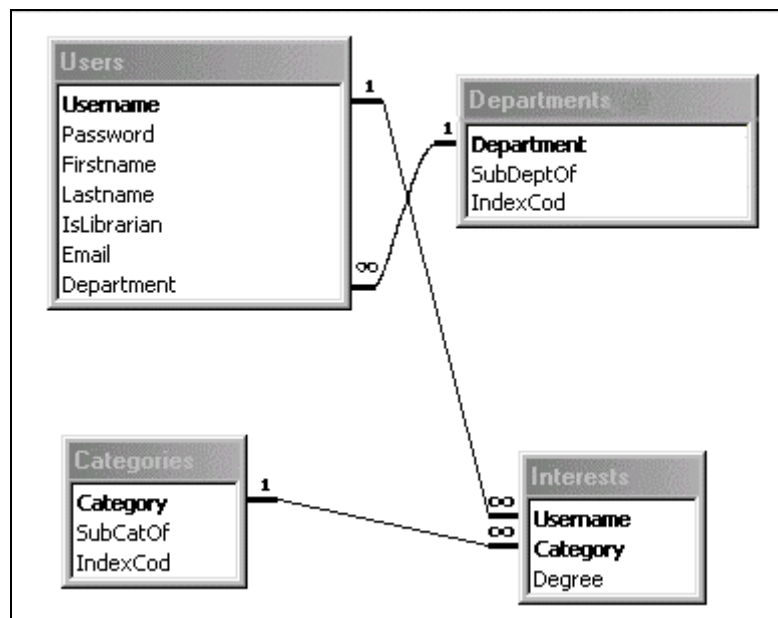 Users
Username
Password
Firstname
Lastname
IsLibrarian
Email
Department
1
∞
Departments
1
Department
SubDeptOf
IndexCod
Categories
Category
SubCatOf
IndexCod
1
Interests
∞
Username
∞
Category
Degree